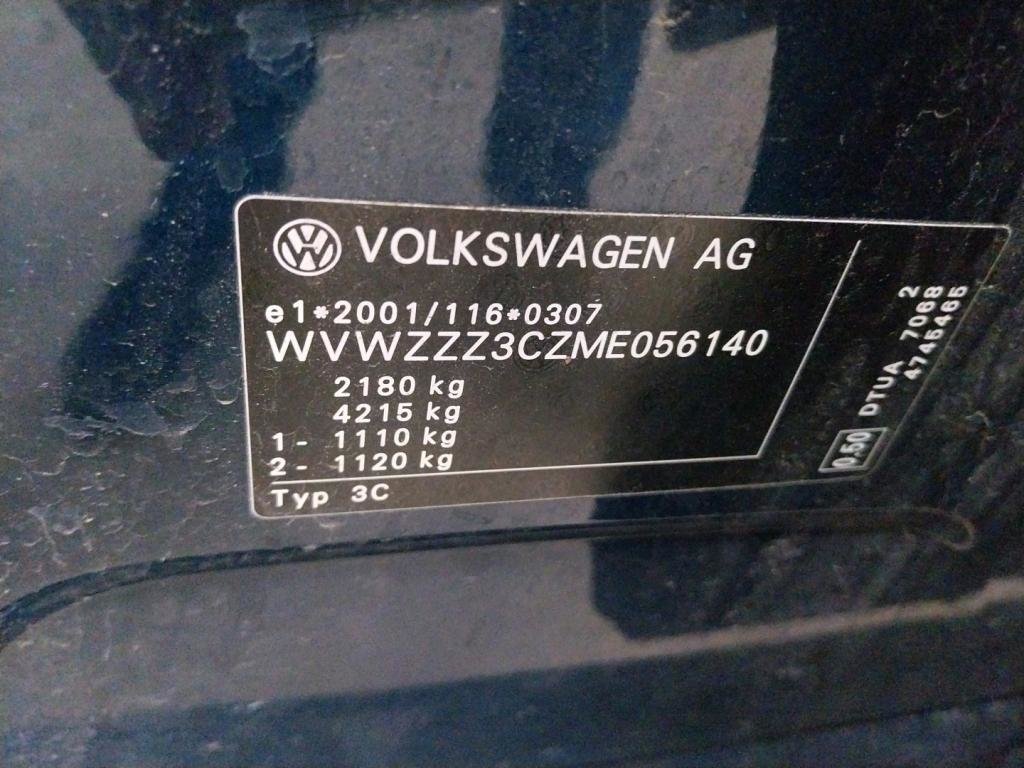 VOLKSWAGEN AG
e1*2001/116*0307
WVWZZZ3CZME056140
2180 kg
4215 kg
1- 1110 kg
2- 1120 kg
Typ 3C
0.50 DTUA 7068 2
4745465